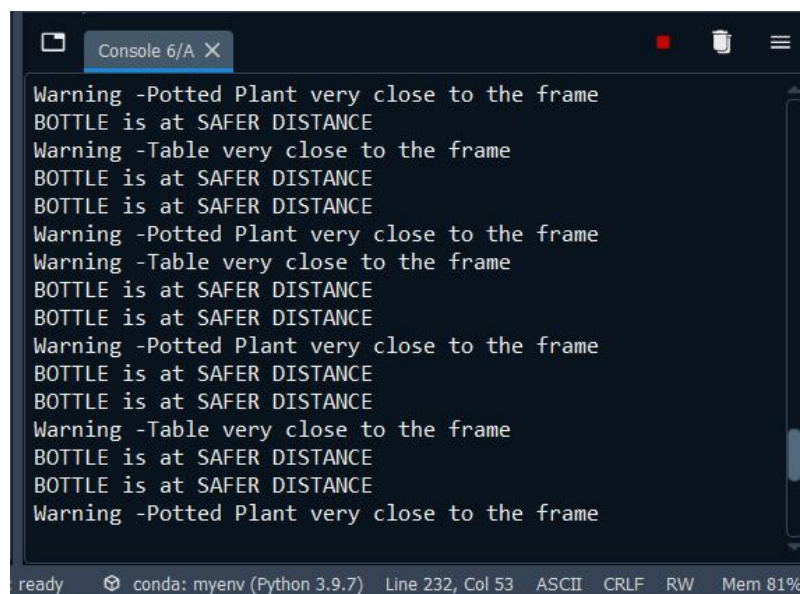 Console 6/A
Warning -Potted Plant very close to the frame
BOTTLE is at SAFER DISTANCE
Warning -Table very close to the frame
BOTTLE is at SAFER DISTANCE
BOTTLE is at SAFER DISTANCE
Warning -Potted Plant very close to the frame
Warning -Table very close to the frame
BOTTLE is at SAFER DISTANCE
BOTTLE is at SAFER DISTANCE
Warning -Potted Plant very close to the frame
BOTTLE is at SAFER DISTANCE
BOTTLE is at SAFER DISTANCE
Warning -Table very close to the frame
BOTTLE is at SAFER DISTANCE
BOTTLE is at SAFER DISTANCE
Warning -Potted Plant very close to the frame
: ready conda: myenv (Python 3.9.7) Line 232, Col 53 ASCII CRLF RW Mem 81%